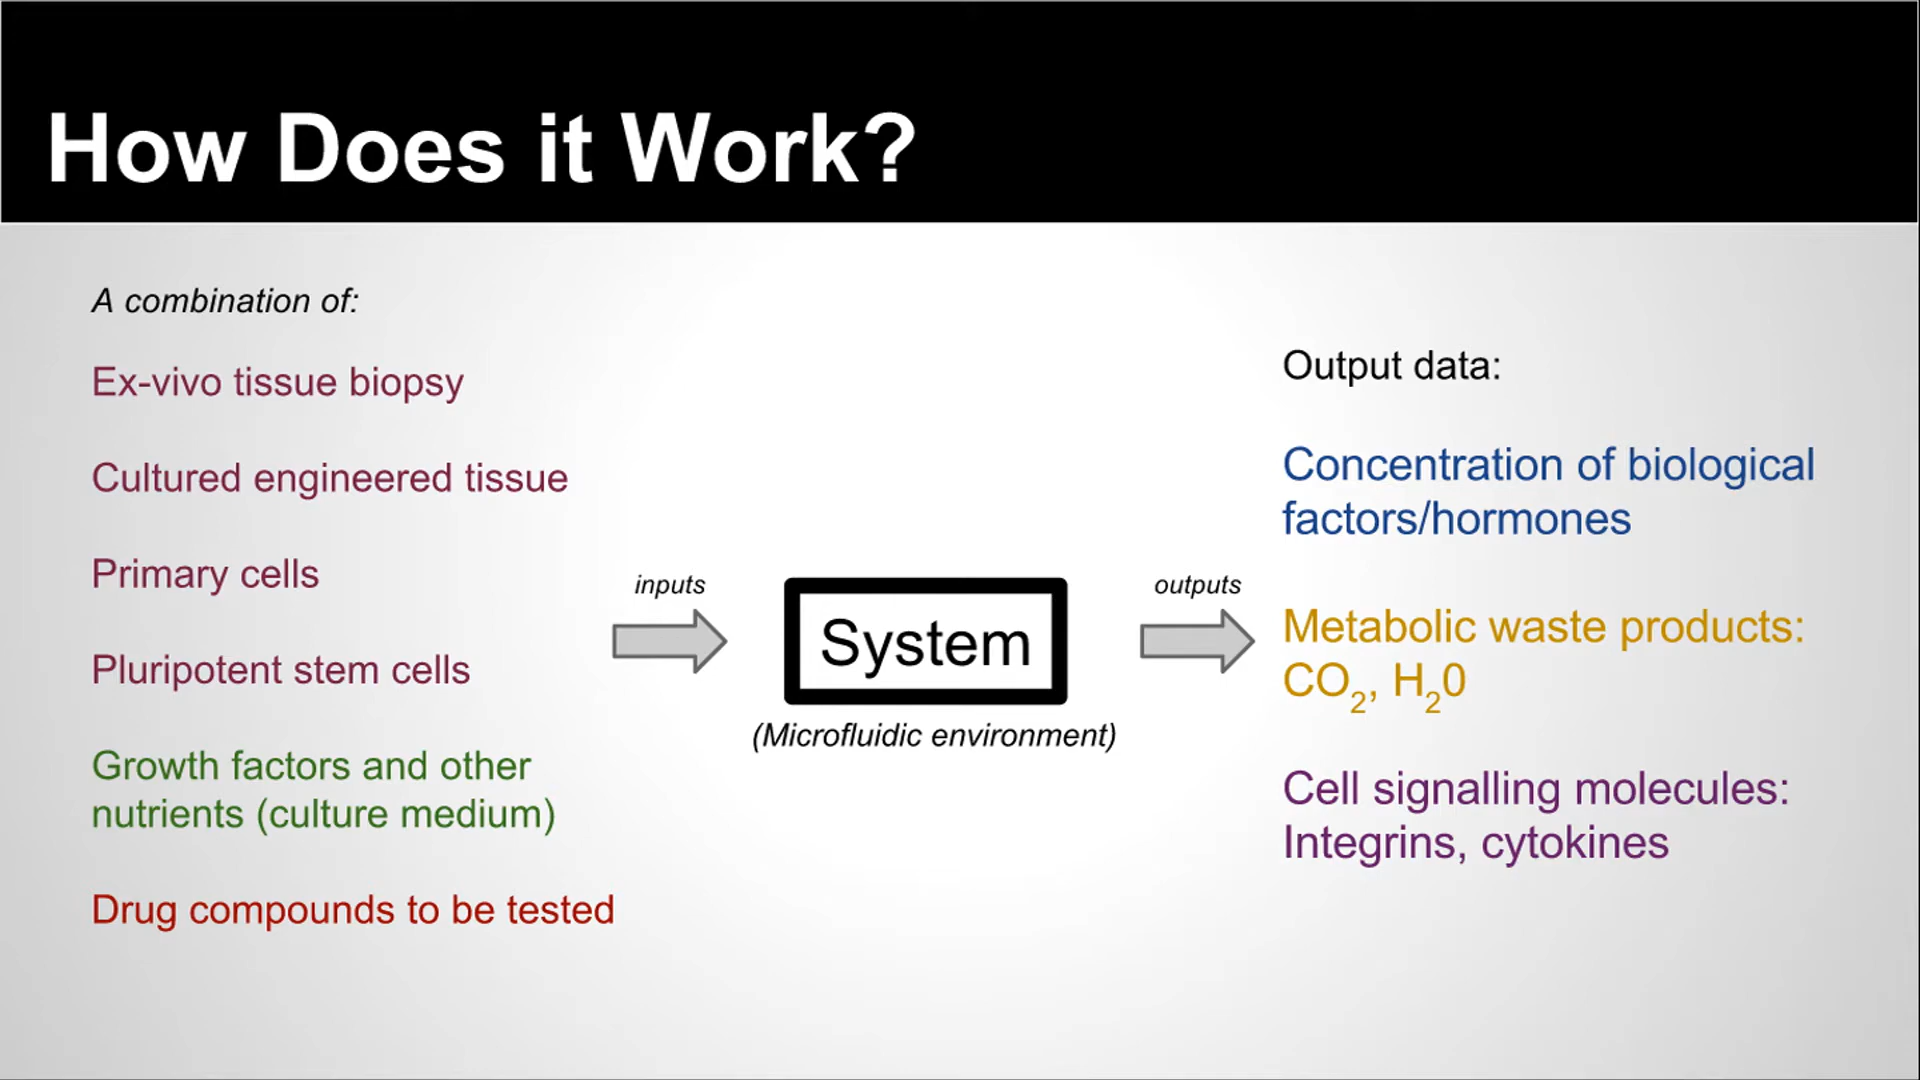 How Does it Work?
A combination of:
Ex-vivo tissue biopsy
Cultured engineered tissue
Primary cells
Pluripotent stem cells
Growth factors and other
nutrients (culture medium)
Drug compounds to be tested
inputs
System
(Microfluidic environment)
outputs
Output data:
Concentration of biological
factors/hormones
Metabolic waste products:
CO₂, H₂0
Cell signalling molecules:
Integrins, cytokines